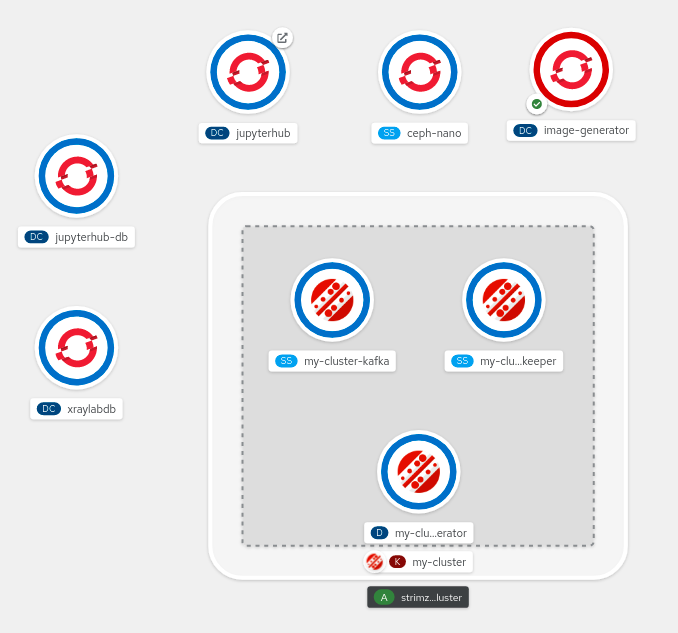 DC jupyterhub
SS ceph-nano
DC image-generator
DC jupyterhub-db
SS my-cluster-kafka
SS my-clu...keeper
DC xraylabdb
D my-clu...erator
K my-cluster
A strimz...luster